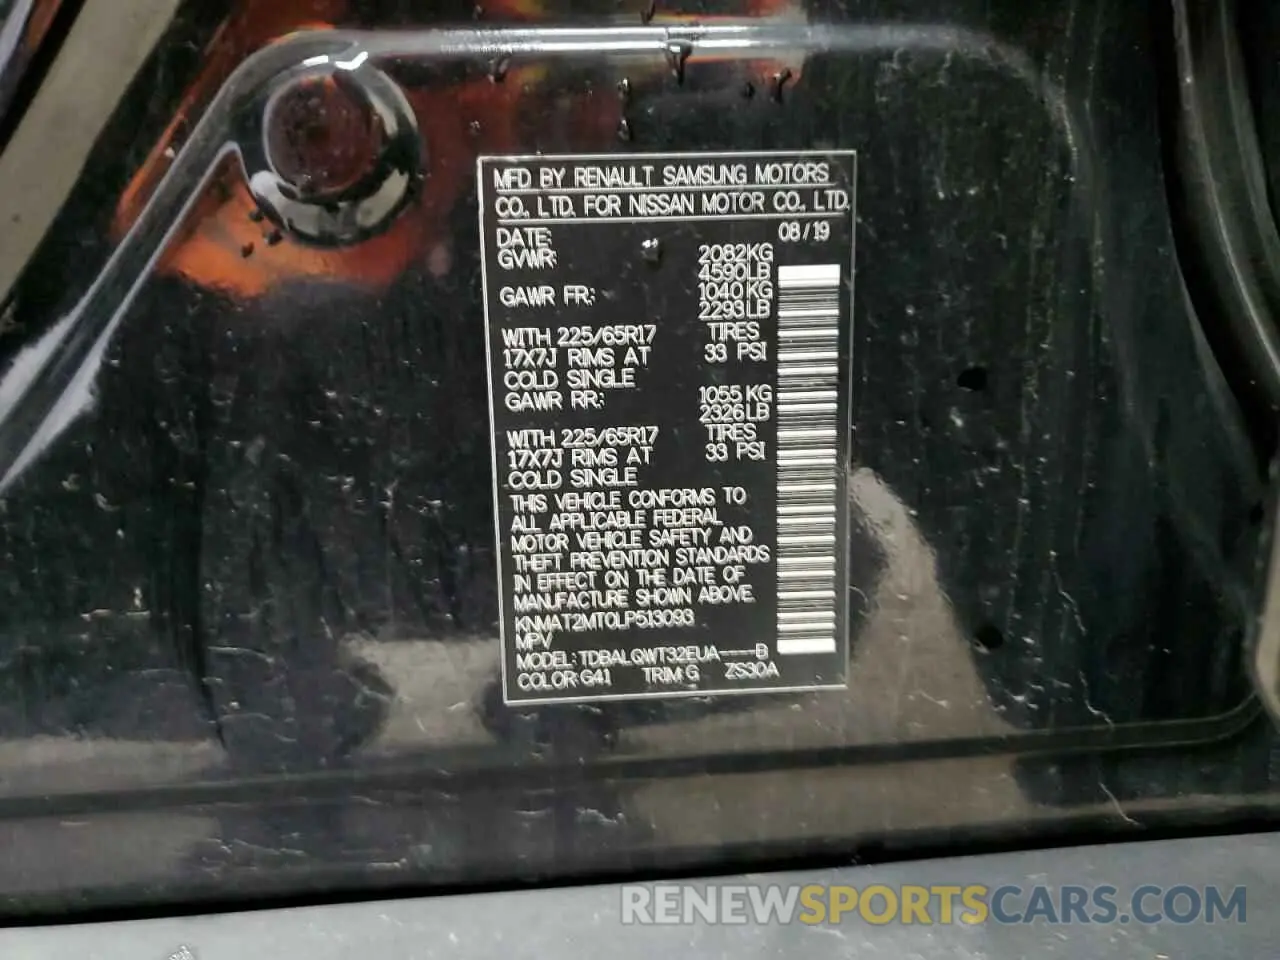 MFD BY RENAULT SAMSUNG MOTORS
CO., LTD. FOR NISSAN MOTOR CO., LTD.
DATE: 08/19
GVWR: 2082KG
4590LB
GAWR FR: 1040KG
2293LB
WITH 225/65R17 TIRES
17X7J RIMS AT 33 PSI
COLD SINGLE
GAWR RR: 1055KG
2326LB
WITH 225/65R17 TIRES
17X7J RIMS AT 33 PSI
COLD SINGLE
THIS VEHICLE CONFORMS TO
ALL APPLICABLE FEDERAL
MOTOR VEHICLE SAFETY AND
THEFT PREVENTION STANDARDS
IN EFFECT ON THE DATE OF
MANUFACTURE SHOWN ABOVE.
KNMAT2MT0LP513093
MPV
MODEL: TDBALQWT32EUA----B
COLOR: G41 TRIM: G ZS30A
RENEWSPORTSCARS.COM